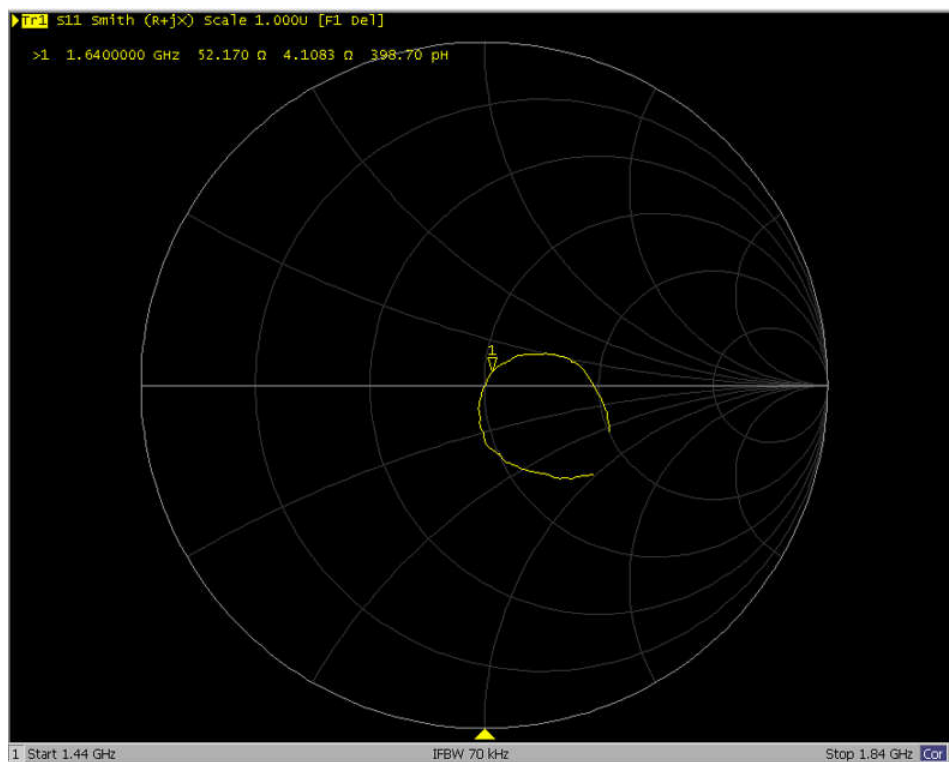 Tr1 S11 Smith (R+jX) Scale 1.000U [F1 Del]
>1 1.6400000 GHz 52.170 Ω 4.1083 Ω 398.70 pH
1
1 Start 1.44 GHz IFBW 70 kHz Stop 1.84 GHz Cor